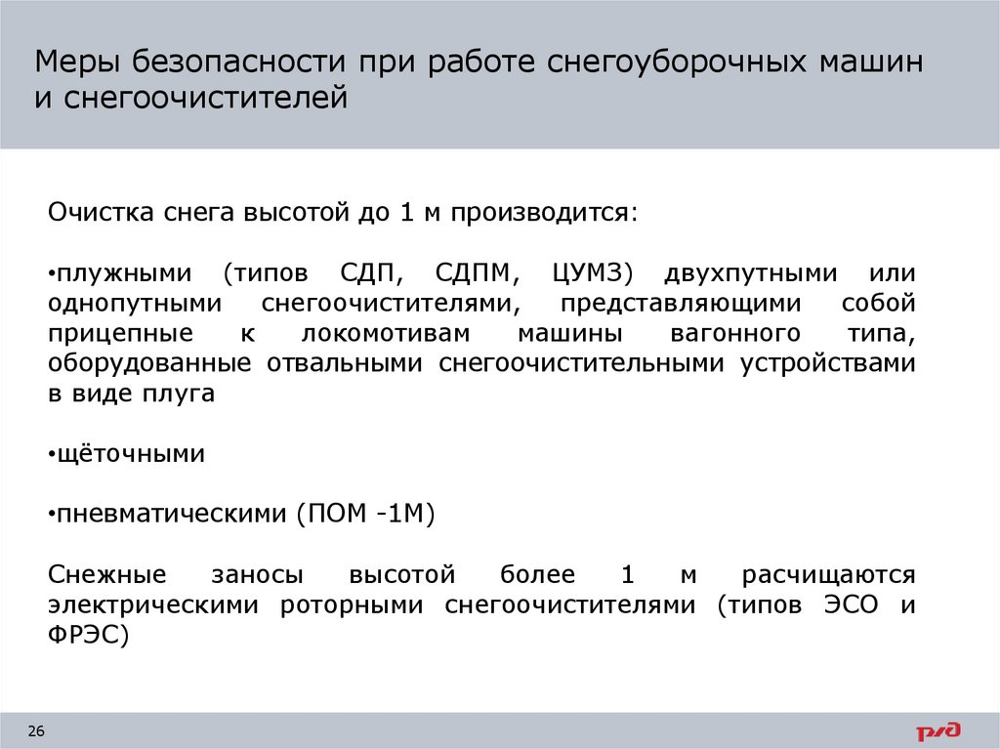 Меры безопасности при работе снегоуборочных машин
и снегоочистителей
Очистка снега высотой до 1 м производится:
•плужными (типов СДП, СДПМ, ЦУМЗ) двухпутными или
однопутными снегоочистителями, представляющими собой
прицепные к локомотивам машины вагонного типа,
оборудованные отвальными снегоочистительными устройствами
в виде плуга
•щёточными
•пневматическими (ПОМ -1М)
Снежные заносы высотой более 1 м расчищаются
электрическими роторными снегоочистителями (типов ЭСО и
ФРЭС)
26
ржд